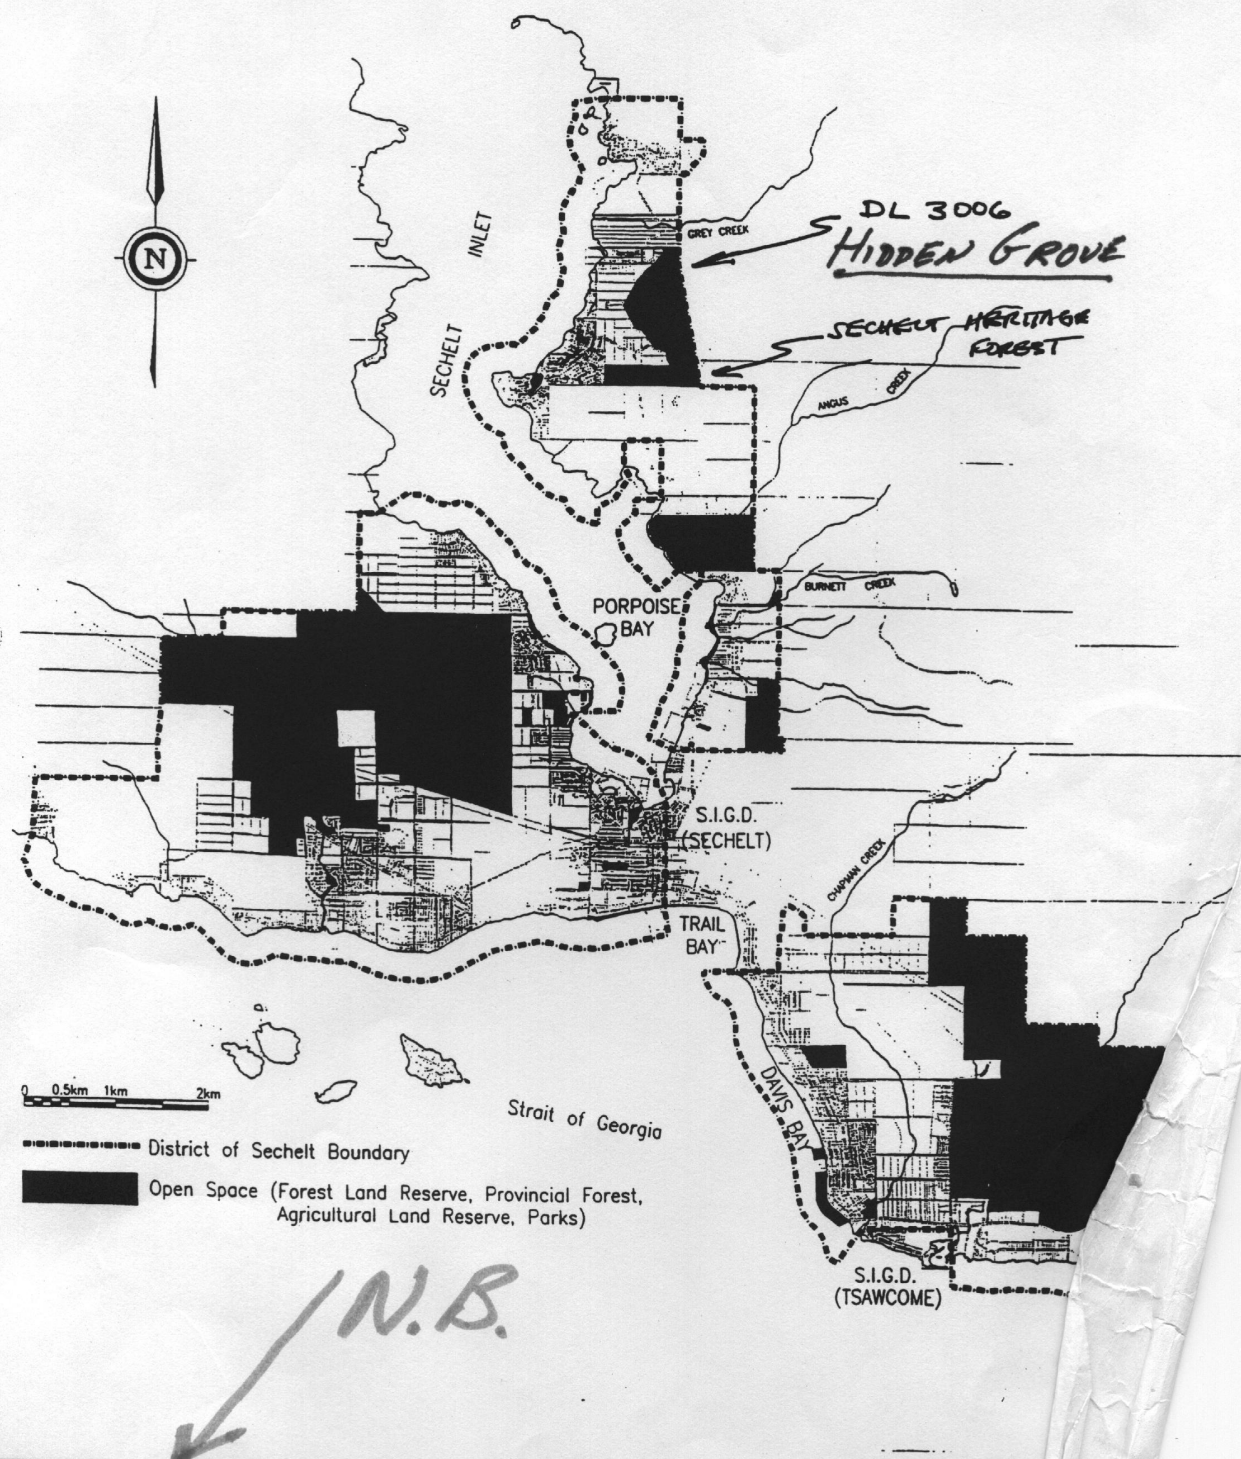 DL 3006
HIDDEN GROVE
GREY CREEK
INLET
SECHELT
SECHELT HERITAGE
FOREST
N
ANGUS CREEK
BURNETT CREEK
PORPOISE
BAY
S.I.G.D.
(SECHELT)
CHAPMAN CREEK
TRAIL
BAY
DAVIS BAY
0 0.5km 1km 2km
Strait of Georgia
District of Sechelt Boundary
Open Space (Forest Land Reserve, Provincial Forest,
Agricultural Land Reserve, Parks)
S.I.G.D.
(TSAWCOME)
N.B.